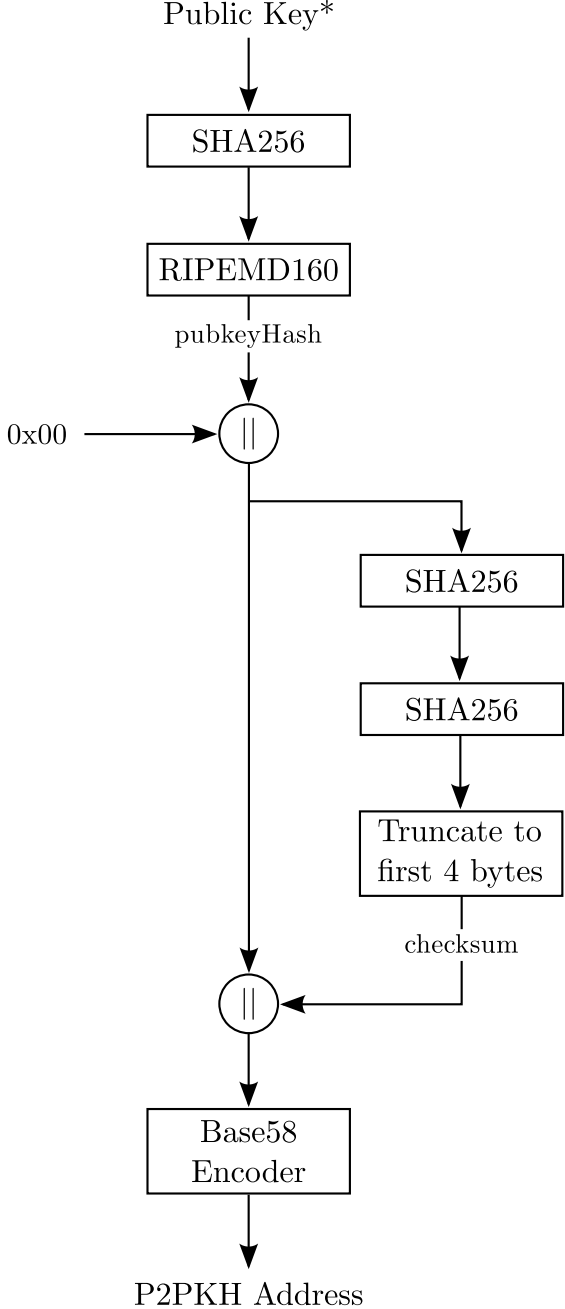 Public Key*
SHA256
RIPEMD160
pubkeyHash
0x00
||
SHA256
SHA256
Truncate to
first 4 bytes
checksum
||
Base58
Encoder
P2PKH Address